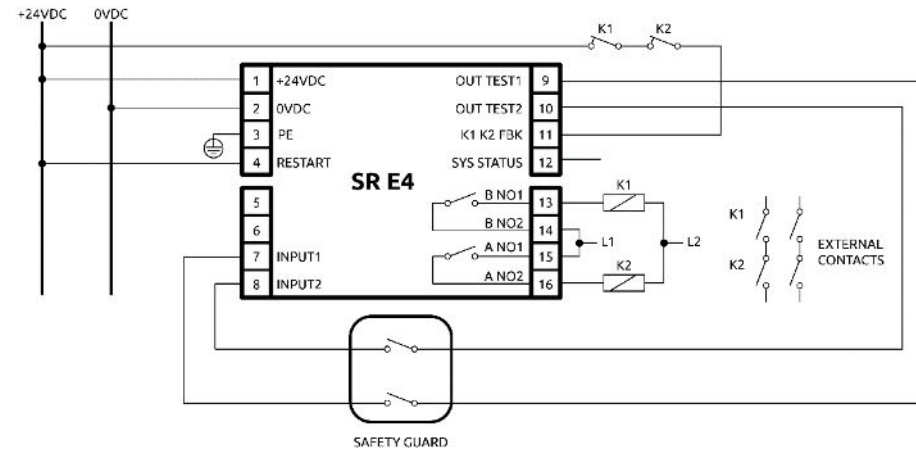 +24VDC 0VDC
K1 K2
1 +24VDC OUT TEST1 9
2 0VDC OUT TEST2 10
3 PE K1 K2 FBK 11
4 RESTART SYS STATUS 12
SR E4
5 B NO1 13 K1
6 B NO2 14
7 INPUT1 A NO1 15 L1 L2
8 INPUT2 A NO2 16 K2
K1
K2
EXTERNAL
CONTACTS
SAFETY GUARD